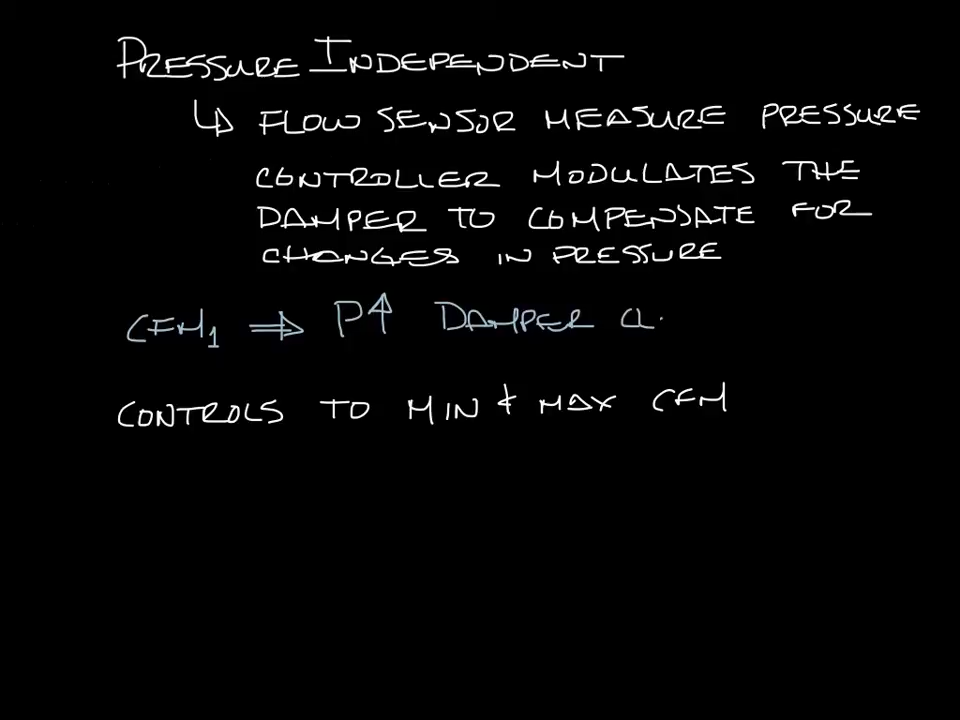 PRESSURE INDEPENDENT
↳ FLOW SENSOR MEASURE PRESSURE
CONTROLLER MODULATES THE
DAMPER TO COMPENSATE FOR
CHANGES IN PRESSURE
CFM1 ⇒ P↑ DAMPER CL
CONTROLS TO MIN & MAX CFM